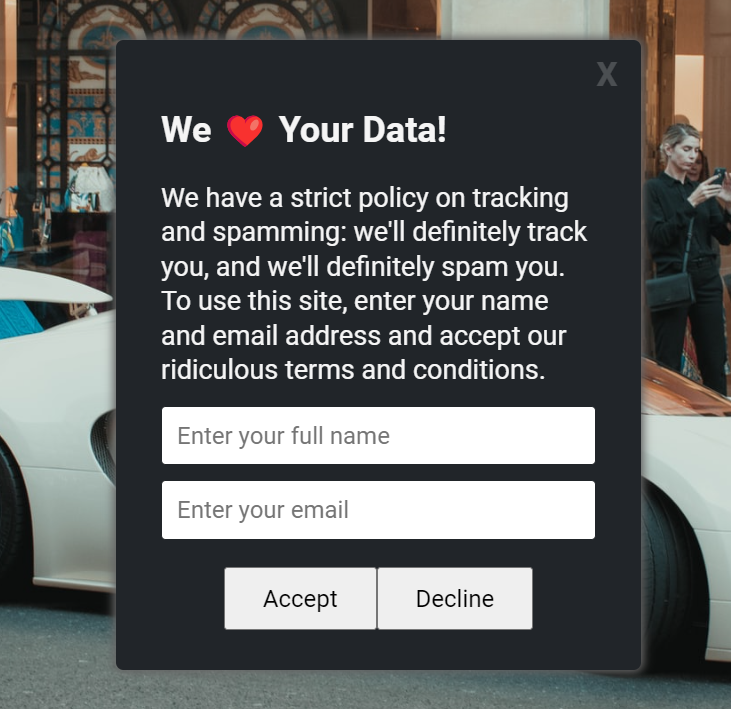 X
We ❤️ Your Data!
We have a strict policy on tracking
and spamming: we'll definitely track
you, and we'll definitely spam you.
To use this site, enter your name
and email address and accept our
ridiculous terms and conditions.
Enter your full name
Enter your email
Accept Decline